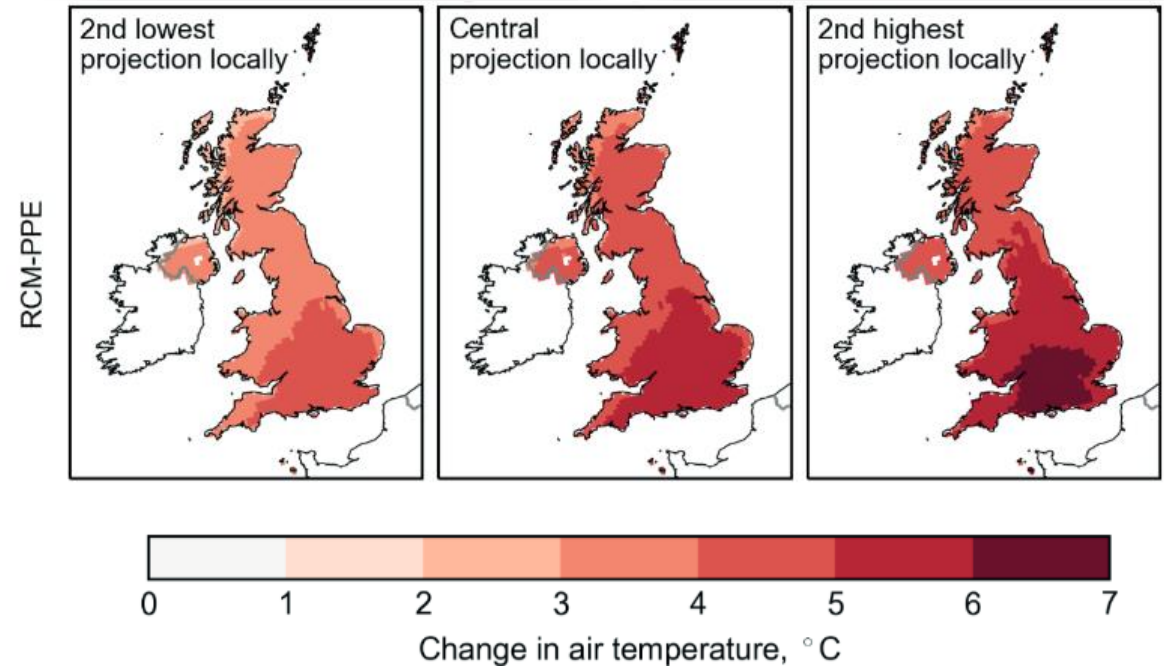 2nd lowest
projection locally
Central
projection locally
2nd highest
projection locally
RCM-PPE
0 1 2 3 4 5 6 7
Change in air temperature, °C